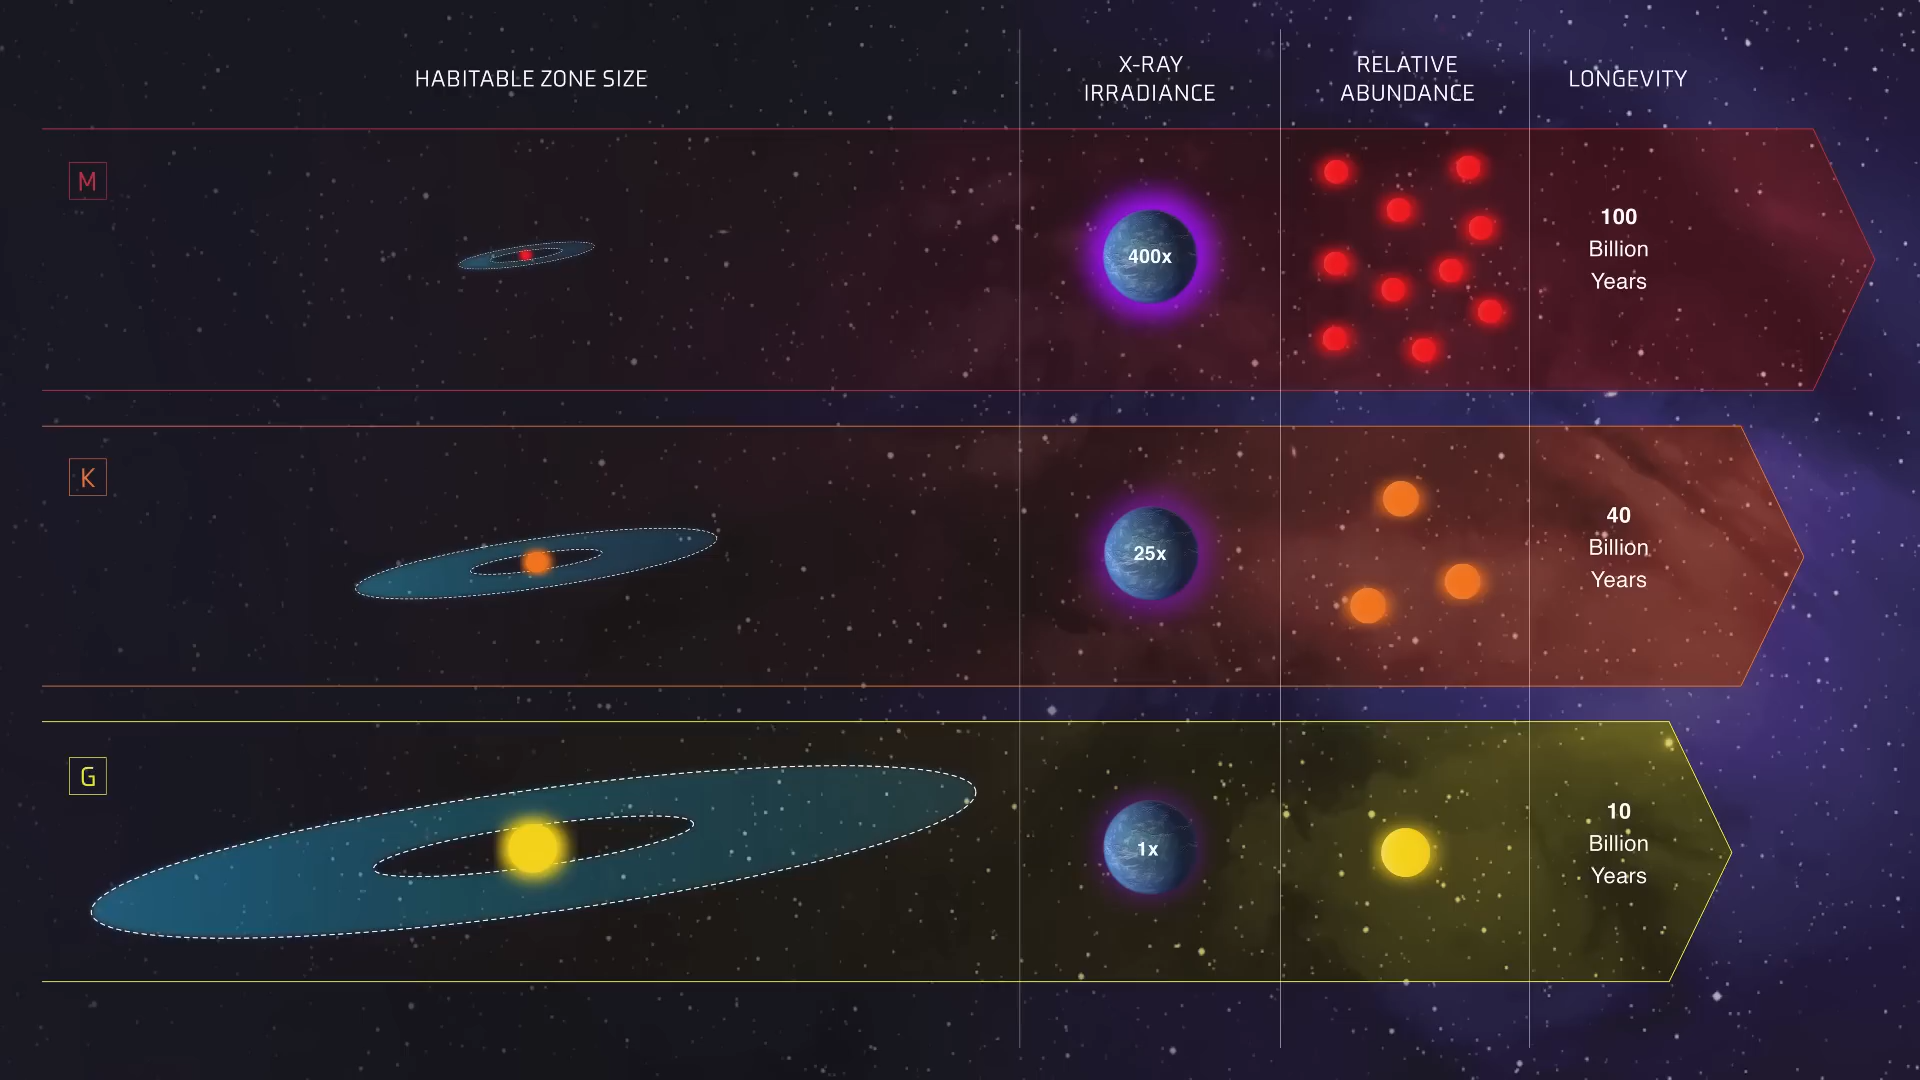 HABITABLE ZONE SIZE
X-RAY
IRRADIANCE
RELATIVE
ABUNDANCE
LONGEVITY
M
400x
100
Billion
Years
K
25x
40
Billion
Years
G
1x
10
Billion
Years